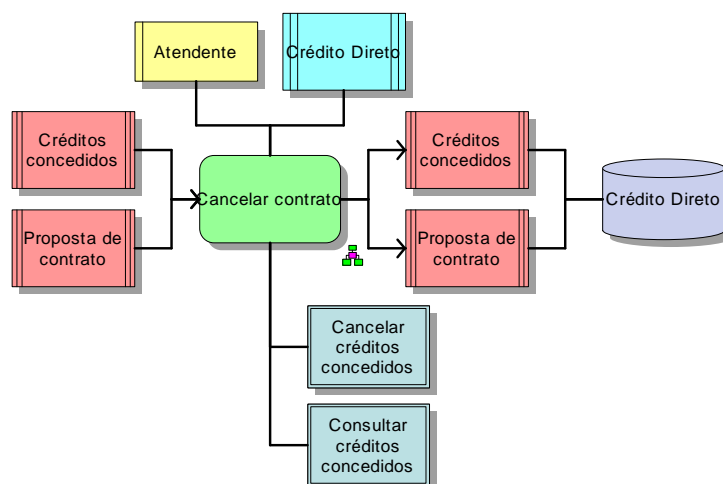 Atendente
Crédito Direto
Créditos
concedidos
Proposta de
contrato
Cancelar contrato
Créditos
concedidos
Proposta de
contrato
Crédito Direto
Cancelar
créditos
concedidos
Consultar
créditos
concedidos